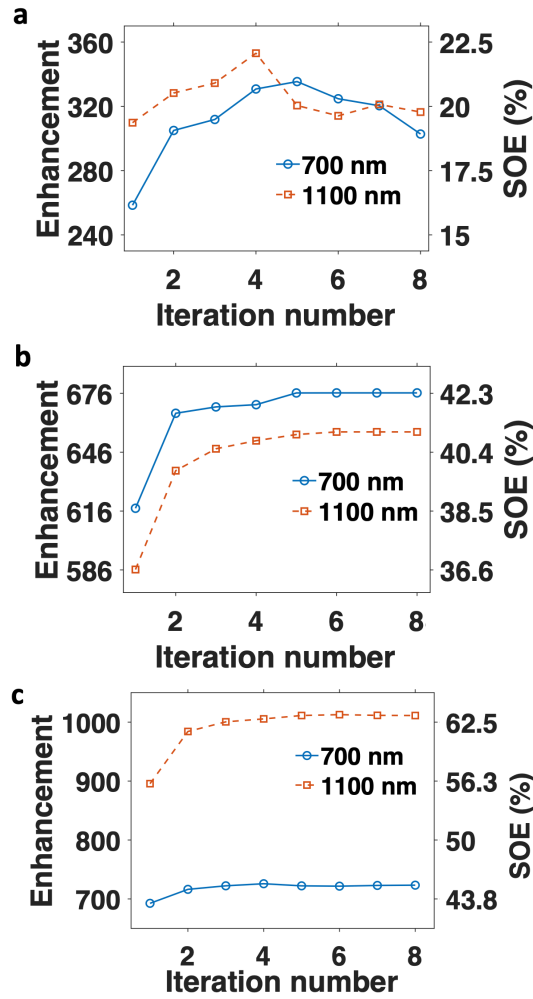 a
360
320
280
240
Enhancement
22.5
20
17.5
15
SOE (%)
700 nm
1100 nm
2
4
6
8
Iteration number
b
676
646
616
586
Enhancement
42.3
40.4
38.5
36.6
SOE (%)
700 nm
1100 nm
2
4
6
8
Iteration number
c
1000
900
800
700
Enhancement
62.5
56.3
50
43.8
SOE (%)
700 nm
1100 nm
2
4
6
8
Iteration number